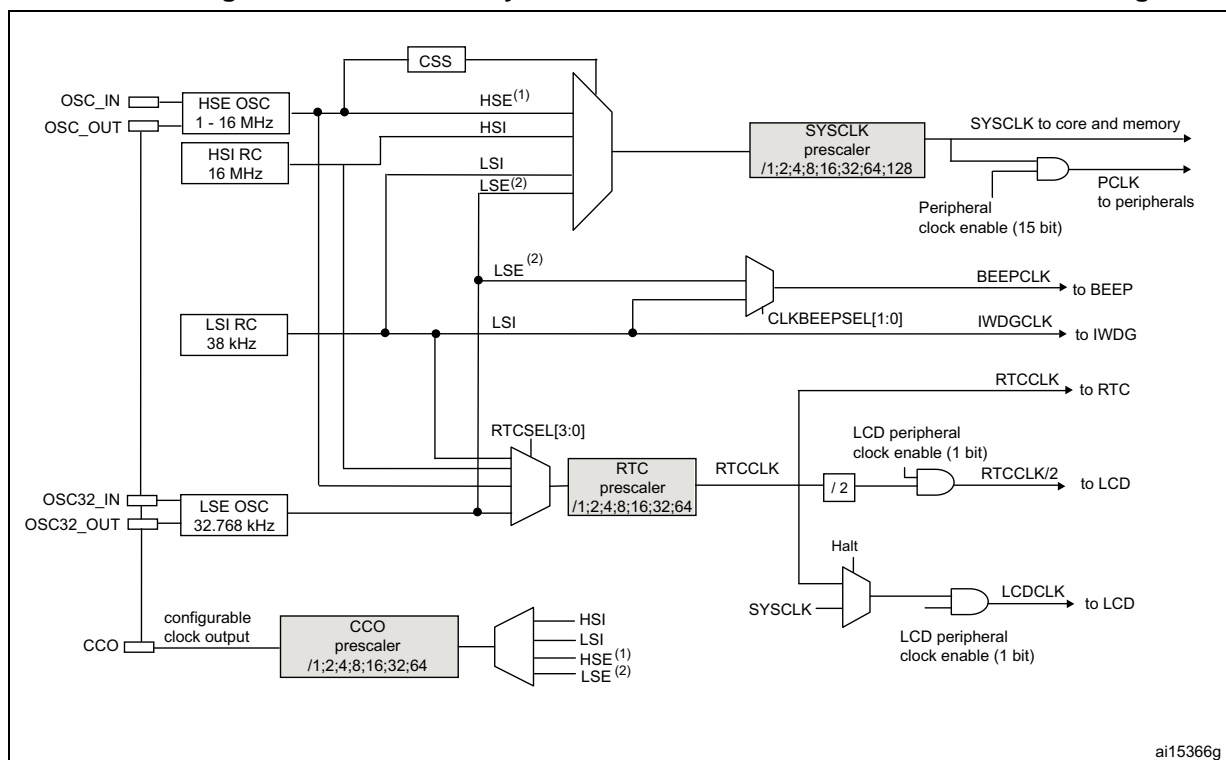 CSS
OSC_IN
OSC_OUT
HSE OSC
1 - 16 MHz
HSE(1)
HSI RC
16 MHz
HSI
LSI
LSE(2)
SYSCLK
prescaler
/1;2;4;8;16;32;64;128
SYSCLK to core and memory
PCLK
to peripherals
Peripheral
clock enable (15 bit)
LSE (2)
BEEPCLK
to BEEP
CLKBEEPSEL[1:0]
LSI RC
38 kHz
LSI
IWDGCLK
to IWDG
RTCCLK
to RTC
RTCSEL[3:0]
LCD peripheral
clock enable (1 bit)
RTC
prescaler
/1;2;4;8;16;32;64
RTCCLK
/ 2
RTCCLK/2
to LCD
OSC32_IN
OSC32_OUT
LSE OSC
32.768 kHz
Halt
SYSCLK
LCDCLK
to LCD
LCD peripheral
clock enable (1 bit)
CCO
configurable
clock output
CCO
prescaler
/1;2;4;8;16;32;64
HSI
LSI
HSE(1)
LSE (2)
ai15366g